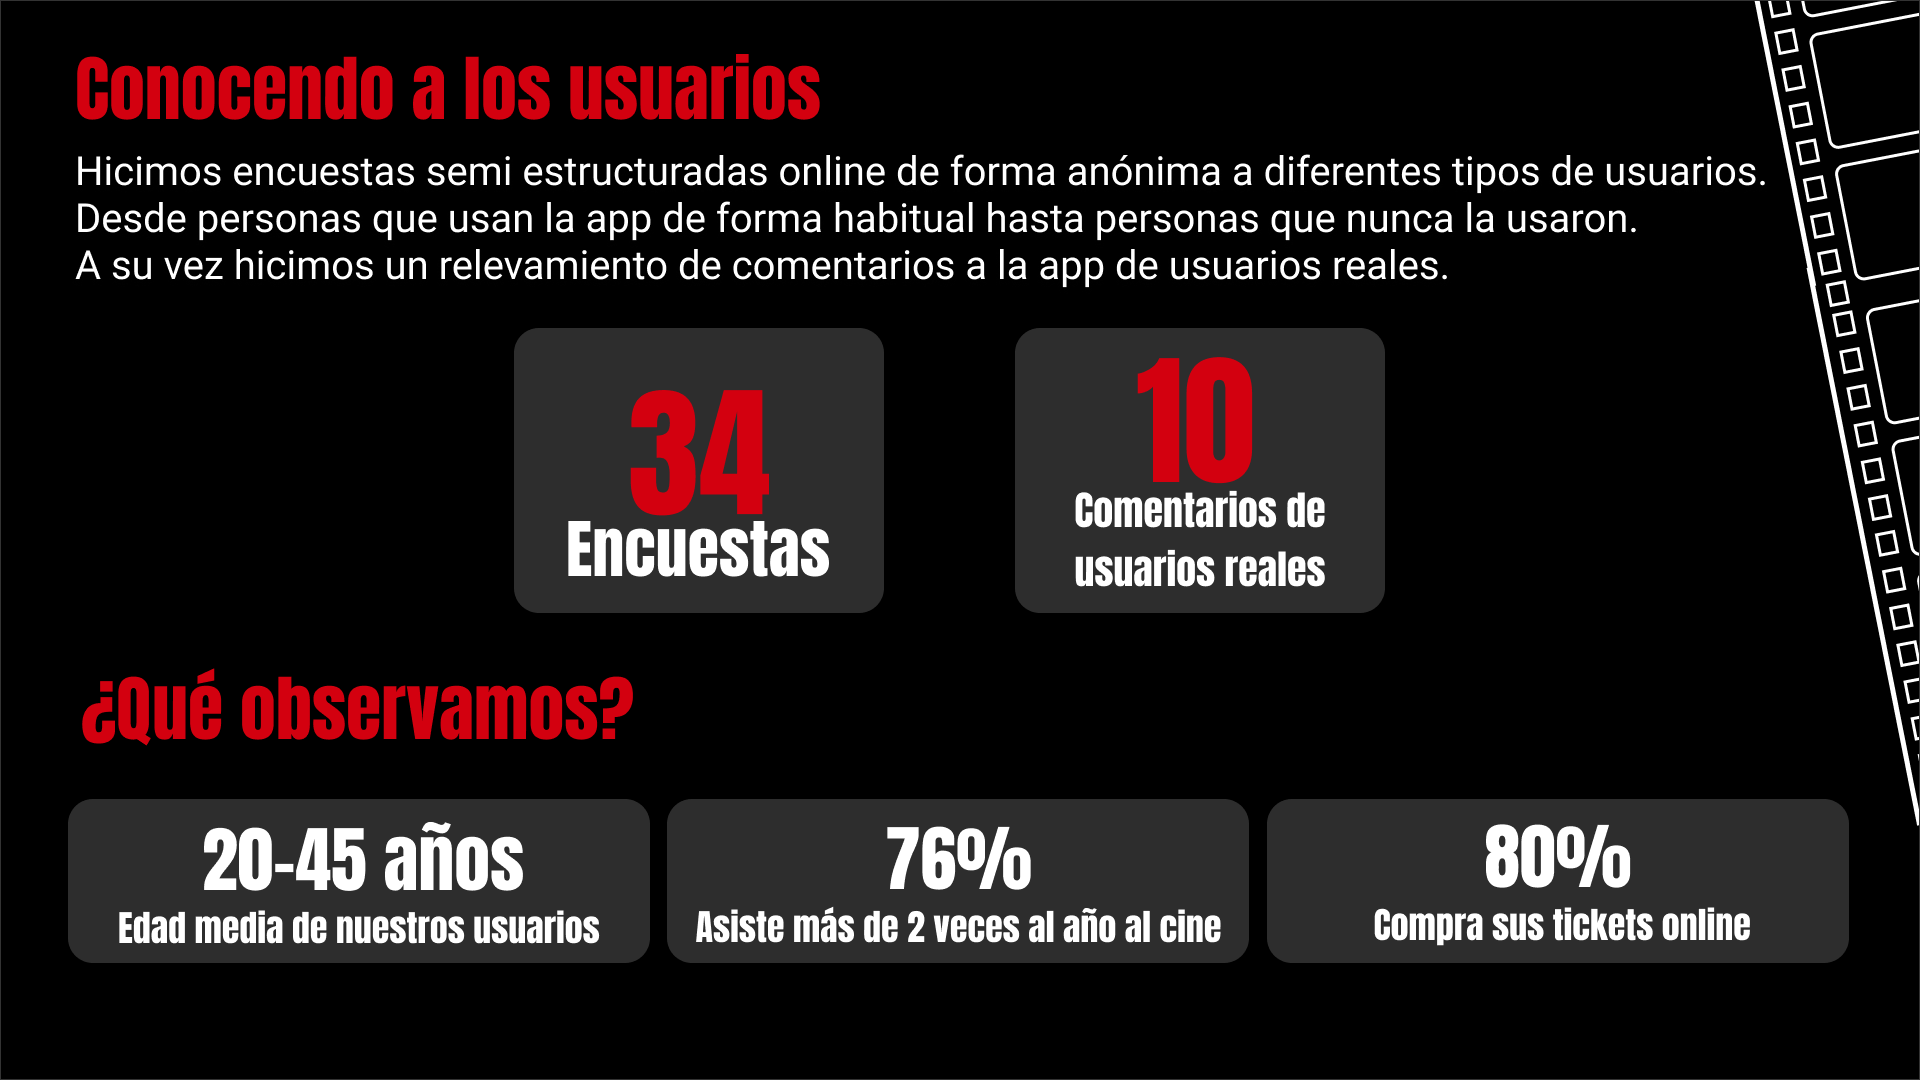 Conocendo a los usuarios
Hicimos encuestas semi estructuradas online de forma anónima a diferentes tipos de usuarios.
Desde personas que usan la app de forma habitual hasta personas que nunca la usaron.
A su vez hicimos un relevamiento de comentarios a la app de usuarios reales.
34
Encuestas
10
Comentarios de
usuarios reales
¿Qué observamos?
20-45 años
Edad media de nuestros usuarios
76%
Asiste más de 2 veces al año al cine
80%
Compra sus tickets online